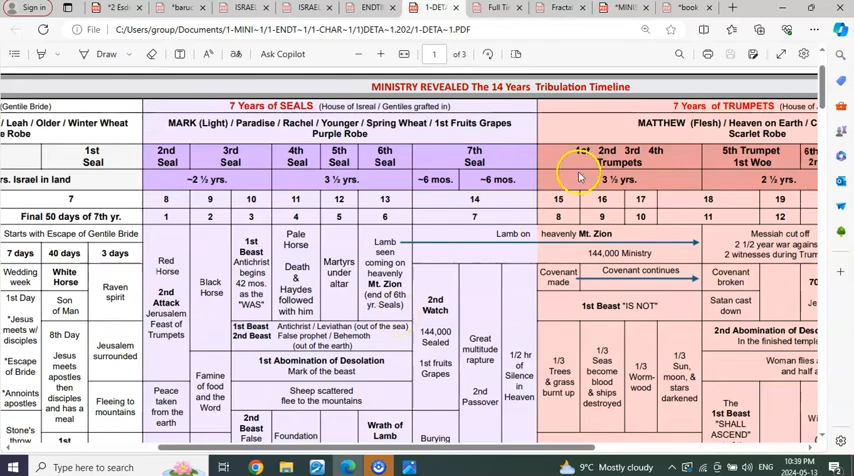 Sign in
*2 Esd
*baruc
ISRAEL
ISRAEL
ENDTI
1-DETA
Full Tim
Fractal
*MINIS
*book
File
C:/Users/group/Documents/1-MINI~1/ENDT~1/1-CHAR~1/1)DETA~1.202/1-DETA~1.PDF
Draw
Ask Copilot
1 of 3
MINISTRY REVEALED The 14 Years Tribulation Timeline
(Gentile Bride)
7 Years of SEALS (House of Isreal / Gentiles grafted in)
7 Years of TRUMPETS (House of
/ Leah / Older / Winter Wheat
e Robe
MARK (Light) / Paradise / Rachel / Younger / Spring Wheat / 1st Fruits Grapes
Purple Robe
MATTHEW (Flesh) / Heaven on Earth / C
Scarlet Robe
1st
Seal
2nd
Seal
3rd
Seal
4th
Seal
5th
Seal
6th
Seal
7th
Seal
1st 2nd 3rd 4th
Trumpets
5th Trumpet
1st Woe
6th
rs. Israel in land
~2 ½ yrs.
3 ½ yrs.
~6 mos.
~6 mos.
3 ½ yrs.
2 ½ yrs.
7
8
9
10
11
12
13
14
15
16
17
18
19
Final 50 days of 7th yr.
1
2
3
4
5
6
7
8
9
10
11
12
Starts with Escape of Gentile Bride
7 days
40 days
3 days
Wedding
week
1st Day
*Jesus
meets w/
disciples
*Escape
of Bride
*Annoints
apostles
Stone's
throw
White
Horse
Son of
Man
8th Day
Jesus
meets
apostles
then
disciples
and has a
meal
1st
Raven
spirit
Jerusalem
surrounded
Fleeing to
mountains
Red
Horse
2nd
Attack
Jerusalem
Feast of
Trumpets
Peace
taken
from the
earth
Black
Horse
Famine
of food
and the
Word
1st
Beast
Antichrist
begins
42 mos.
as the
"WAS"
Pale
Horse
Death
&
Haydes
followed
with him
Martyrs
under
altar
Lamb
seen
coming on
heavenly
Mt. Zion
(end of 6th
yr. Seals)
1st Beast Antichrist / Leviathan (out of the sea)
2nd Beast False prophet / Behemoth
(out of the earth)
1st Abomination of Desolation
Mark of the beast
Sheep scattered
flee to the mountains
2nd
Beast
False
Foundation
Wrath of
Lamb
Lamb on heavenly Mt. Zion
144,000 Ministry
2nd
Watch
144,000
Sealed
1st fruits
Grapes
Burying
Great
multitude
rapture
2nd
Passover
1/2 hr
of
Silence
in
Heaven
Covenant
made
Covenant continues
1st Beast "IS NOT"
1/3
Trees
& grass
burnt up
1/3
Seas
become
blood
& ships
destroyed
1/3
Worm-
wood
1/3
Sun,
moon, &
stars
darkened
Messiah cut off
2 1/2 year war agains
2 witnesses during Trum
Covenant
broken
Satan cast
down
70
2nd Abomination of Deso
In the finished templ
Woman flies a
and half a
The
1st Beast
"SHALL
ASCEND"
Type here to search
9°C Mostly cloudy
ENG
10:39 PM
2024-05-13